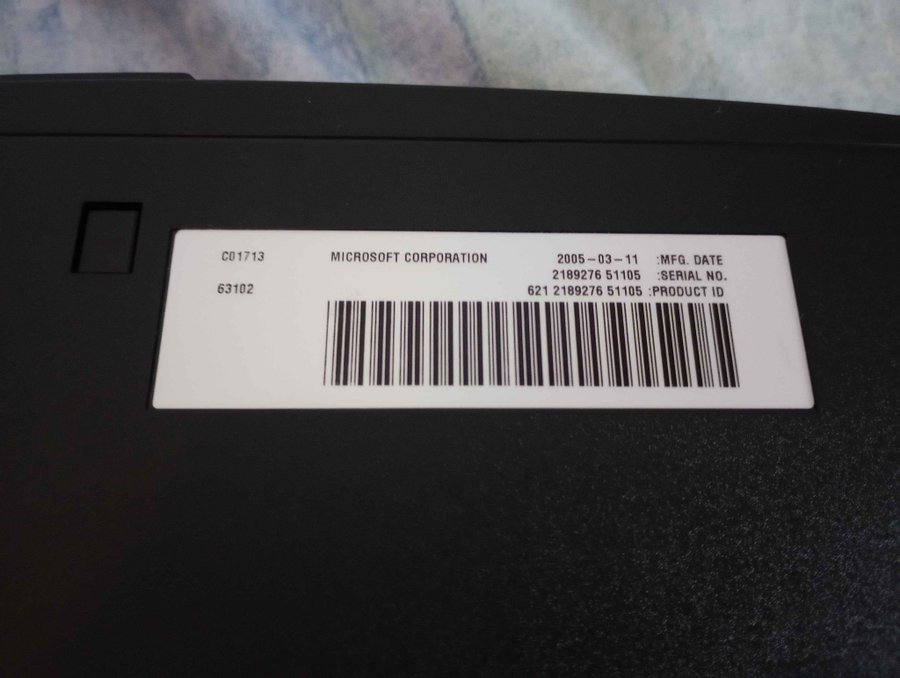 C01713 MICROSOFT CORPORATION 2005-03-11 :MFG. DATE
2189276 51105 :SERIAL NO.
63102 621 2189276 51105 :PRODUCT ID